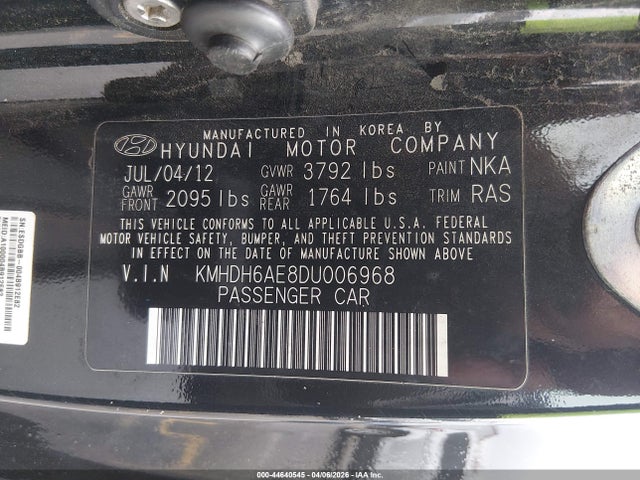 MANUFACTURED IN KOREA BY
HYUNDAI MOTOR COMPANY
JUL/04/12 GVWR 3792 lbs PAINT NKA
GAWR FRONT 2095 lbs GAWR REAR 1764 lbs TRIM RAS
THIS VEHICLE CONFORMS TO ALL APPLICABLE U.S.A. FEDERAL
MOTOR VEHICLE SAFETY, BUMPER, AND THEFT PREVENTION STANDARDS
IN EFFECT ON THE DATE OF MANUFACTURE SHOWN ABOVE.
V.I.N KMHDH6AE8DU006968
PASSENGER CAR
000-44640545 - 04/06/2026 - COPYRIGHT IAA, LLC.